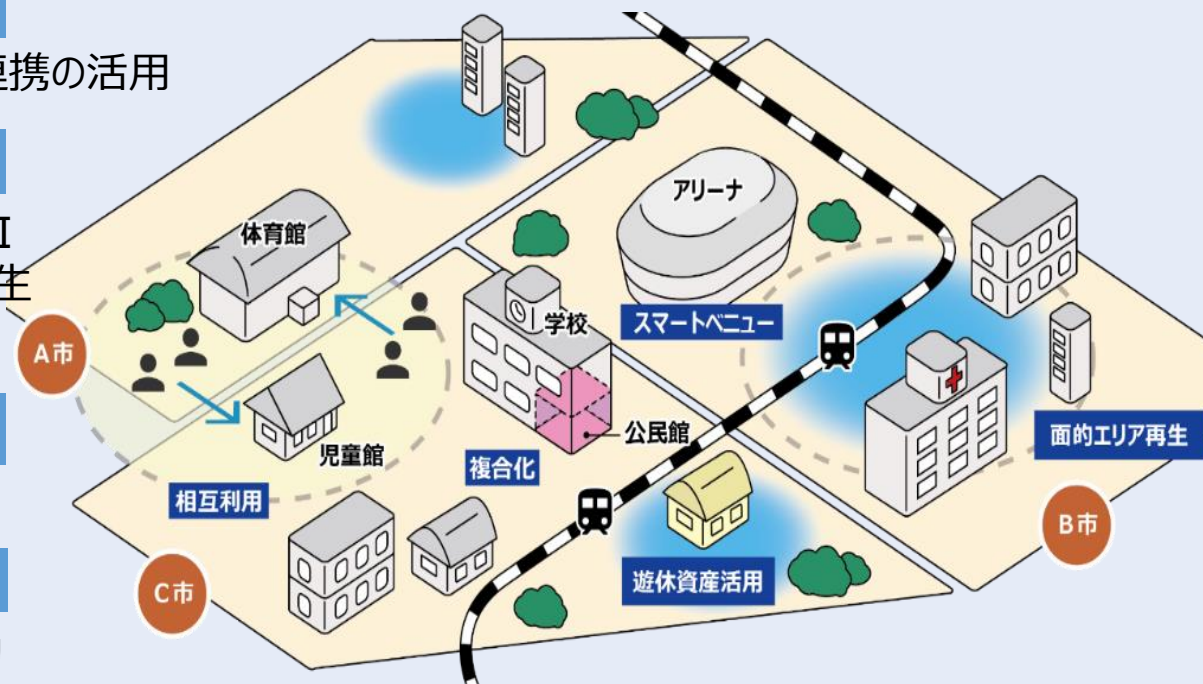 連携の活用
生
体育館
アリーナ
学校
スマートベニュー
A市
公民館
児童館
複合化
面的エリア再生
相互利用
B市
遊休資産活用
C市